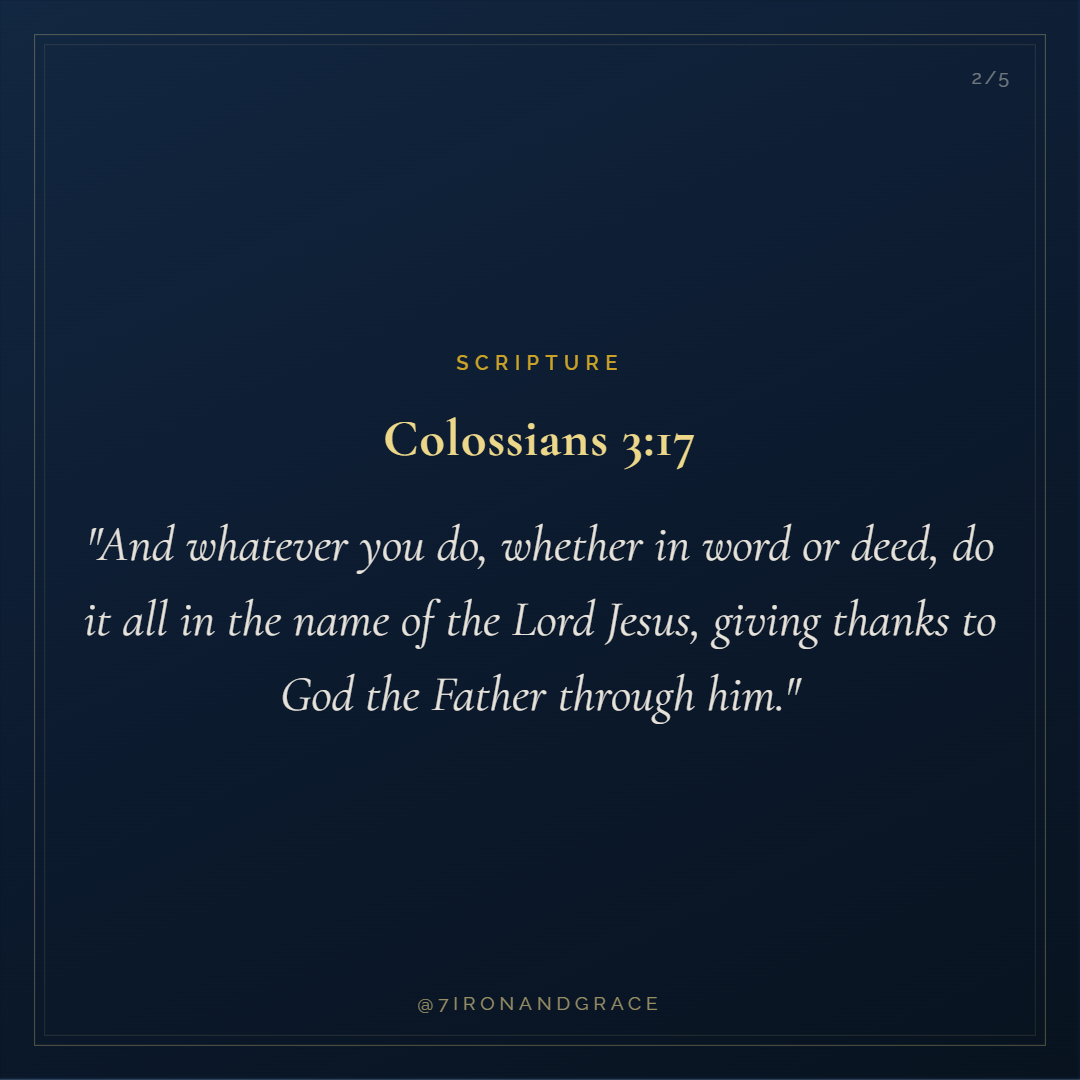 2/5
SCRIPTURE
Colossians 3:17
"And whatever you do, whether in word or deed, do
it all in the name of the Lord Jesus, giving thanks to
God the Father through him."
@7IRONANDGRACE